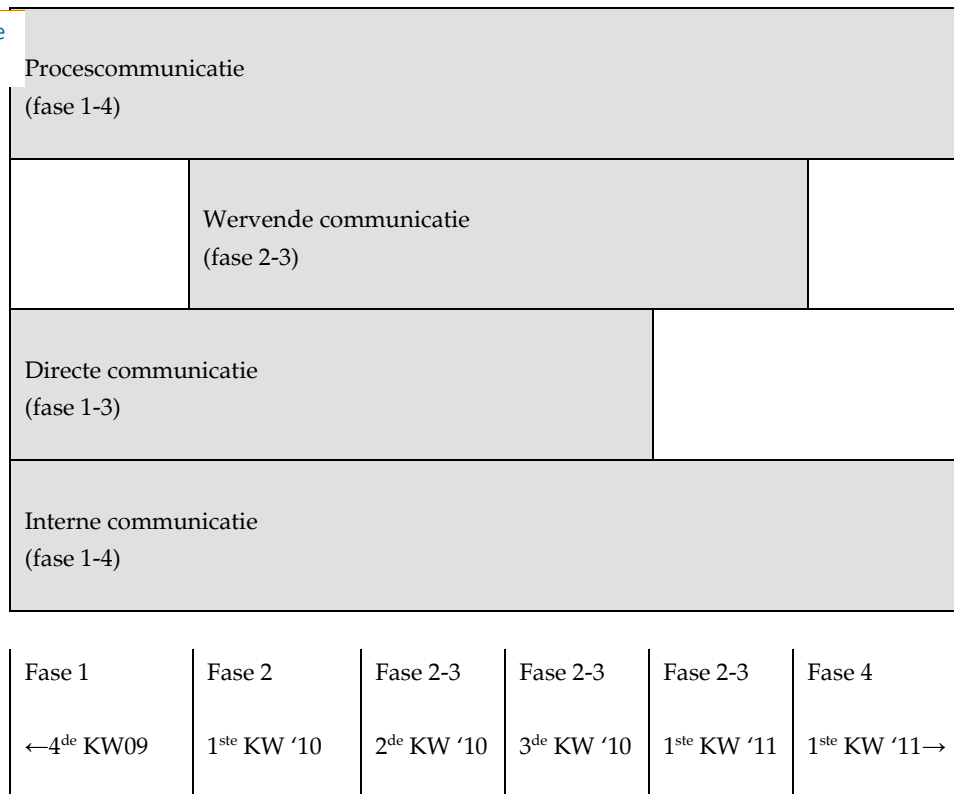 e
Procescommunicatie
(fase 1-4)
Wervende communicatie
(fase 2-3)
Directe communicatie
(fase 1-3)
Interne communicatie
(fase 1-4)
Fase 1 Fase 2 Fase 2-3 Fase 2-3 Fase 2-3 Fase 4
←4de KW09 1ste KW ‘10 2de KW ‘10 3de KW ‘10 1ste KW ‘11 1ste KW ‘11→